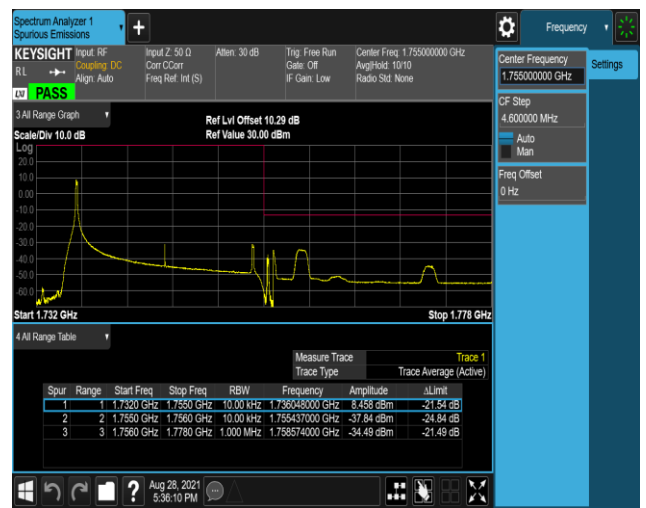 Spectrum Analyzer 1
Spurious Emissions
Frequency
KEYSIGHT
Input: RF
Coupling: DC
Align: Auto
Input Z: 50 Ω
Corr CCorr
Freq Ref: Int (S)
Atten: 30 dB
Trig: Free Run
Gate: Off
IF Gain: Low
Center Freq: 1.755000000 GHz
Avg|Hold: 10/10
Radio Std: None
R L
LXI PASS
Center Frequency
1.755000000 GHz
Settings
CF Step
4.600000 MHz
Auto
Man
Freq Offset
0 Hz
3 All Range Graph
Scale/Div 10.0 dB
Ref Lvl Offset 10.29 dB
Ref Value 30.00 dBm
Log
20.0
10.0
0.00
-10.0
-20.0
-30.0
-40.0
-50.0
-60.0
Start 1.732 GHz
Stop 1.778 GHz
4 All Range Table
Measure Trace Trace 1
Trace Type Trace Average (Active)
Spur Range Start Freq Stop Freq RBW Frequency Amplitude ΔLimit
1 1 1.7320 GHz 1.7550 GHz 10.00 kHz 1.736048000 GHz 8.458 dBm -21.54 dB
2 2 1.7550 GHz 1.7560 GHz 10.00 kHz 1.755437000 GHz -37.84 dBm -24.84 dB
3 3 1.7560 GHz 1.7780 GHz 1.000 MHz 1.758574000 GHz -34.49 dBm -21.49 dB
Aug 28, 2021
5:36:10 PM